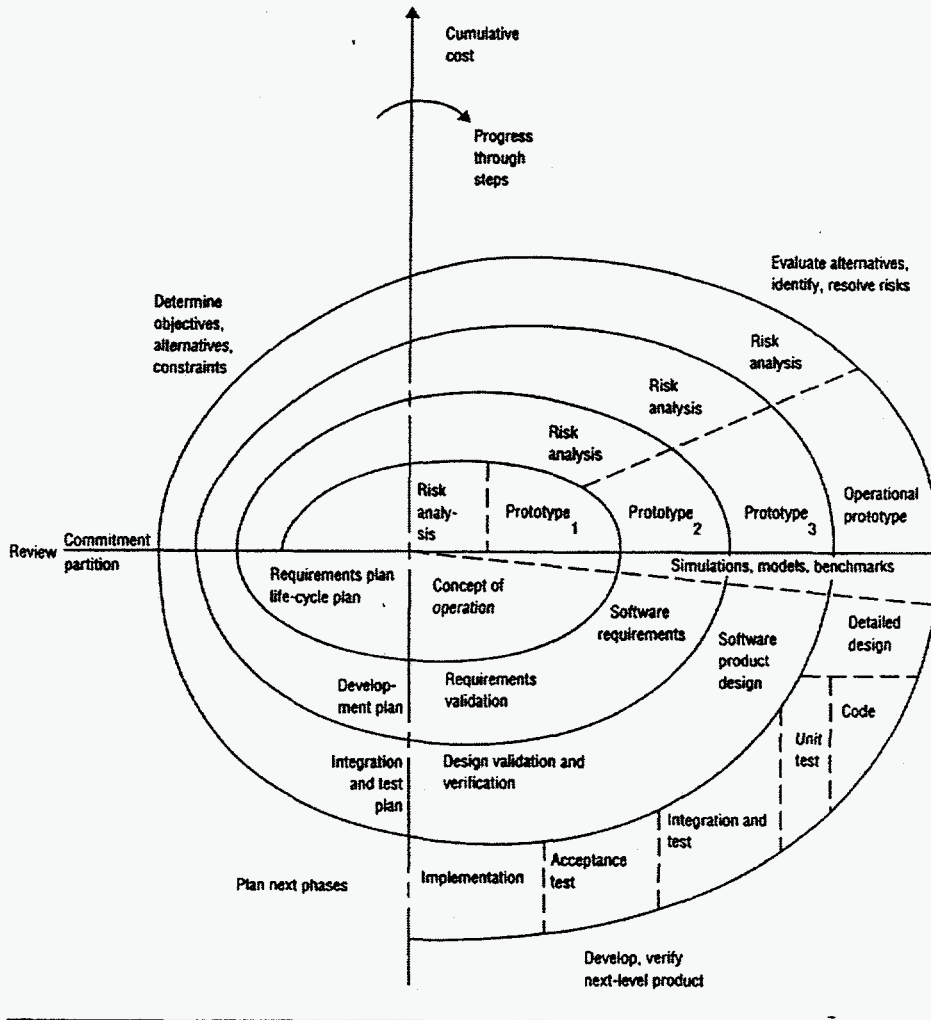 Cumulative
cost
Progress
through
steps
Evaluate alternatives,
identify, resolve risks
Determine
objectives,
alternatives,
constraints
Risk
analysis
Risk
analysis
Risk
analysis
Risk
analy-
sis
Prototype 1
Prototype 2
Prototype 3
Operational
prototype
Review
Commitment
partition
Simulations, models, benchmarks
Requirements plan
life-cycle plan
Concept of
operation
Software
requirements
Software
product
design
Detailed
design
Develop-
ment plan
Requirements
validation
Code
Unit
test
Integration
and test
plan
Design validation and
verification
Integration and
test
Acceptance
test
Implementation
Plan next phases
Develop, verify
next-level product